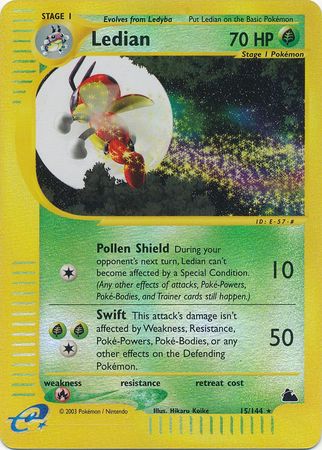 STAGE 1
Evolves from Ledyba
Put Ledian on the Basic Pokémon
Ledian
70 HP
Stage 1 Pokémon
ID: E-57-#
Pollen Shield During your
opponent's next turn, Ledian can't
become affected by a Special Condition.
(Any other effects of attacks, Poké-Powers,
Poké-Bodies, and Trainer cards still happen.)
10
Swift This attack's damage isn't
affected by Weakness, Resistance,
Poké-Powers, Poké-Bodies, or any
other effects on the Defending
Pokémon.
50
weakness
resistance
retreat cost
e
© 2003 Pokémon / Nintendo
Illus. Hikaru Koike
15/144 ★